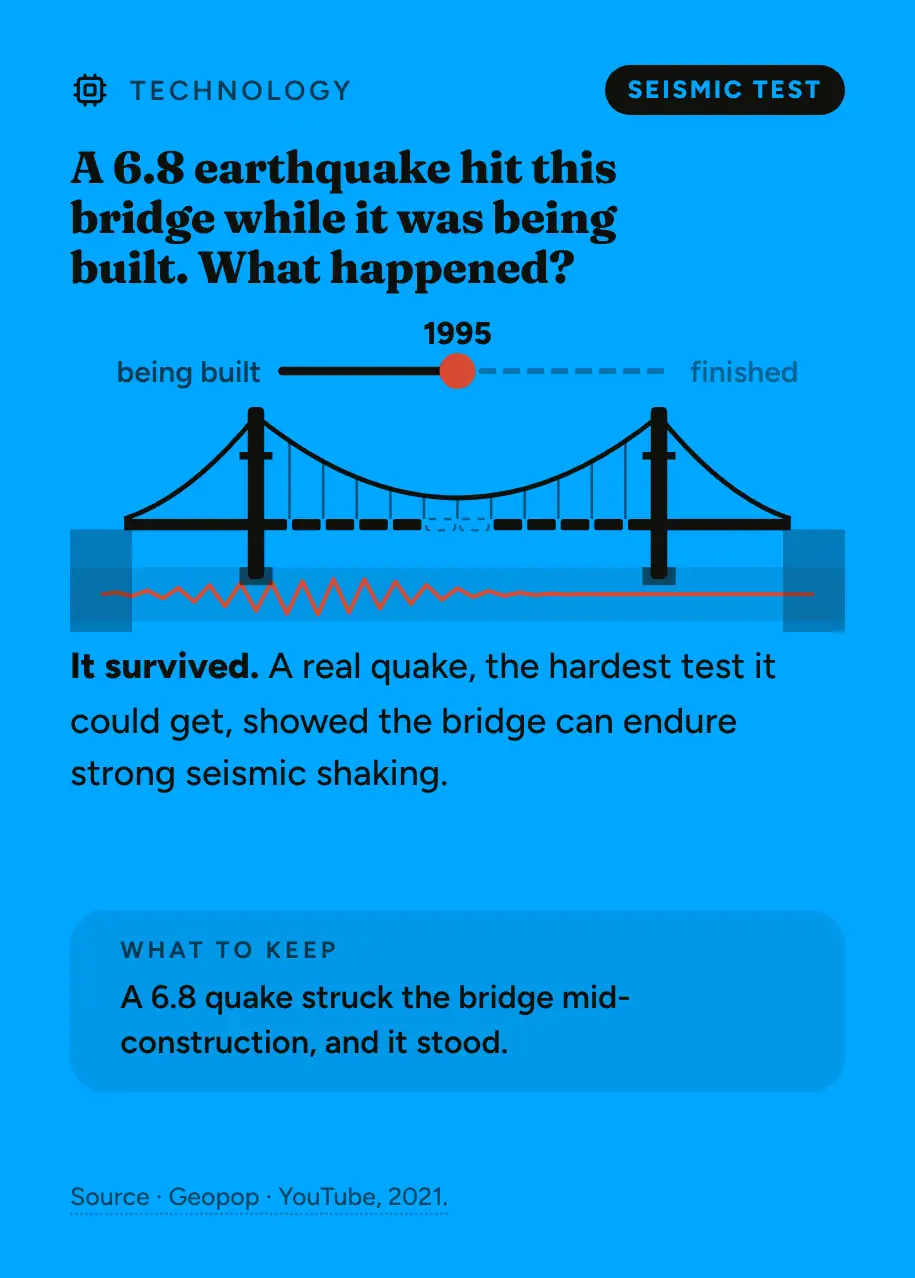 TECHNOLOGY
SEISMIC TEST
A 6.8 earthquake hit this
bridge while it was being
built. What happened?
1995
being built
finished
It survived. A real quake, the hardest test it
could get, showed the bridge can endure
strong seismic shaking.
WHAT TO KEEP
A 6.8 quake struck the bridge mid-
construction, and it stood.
Source · Geopop · YouTube, 2021.